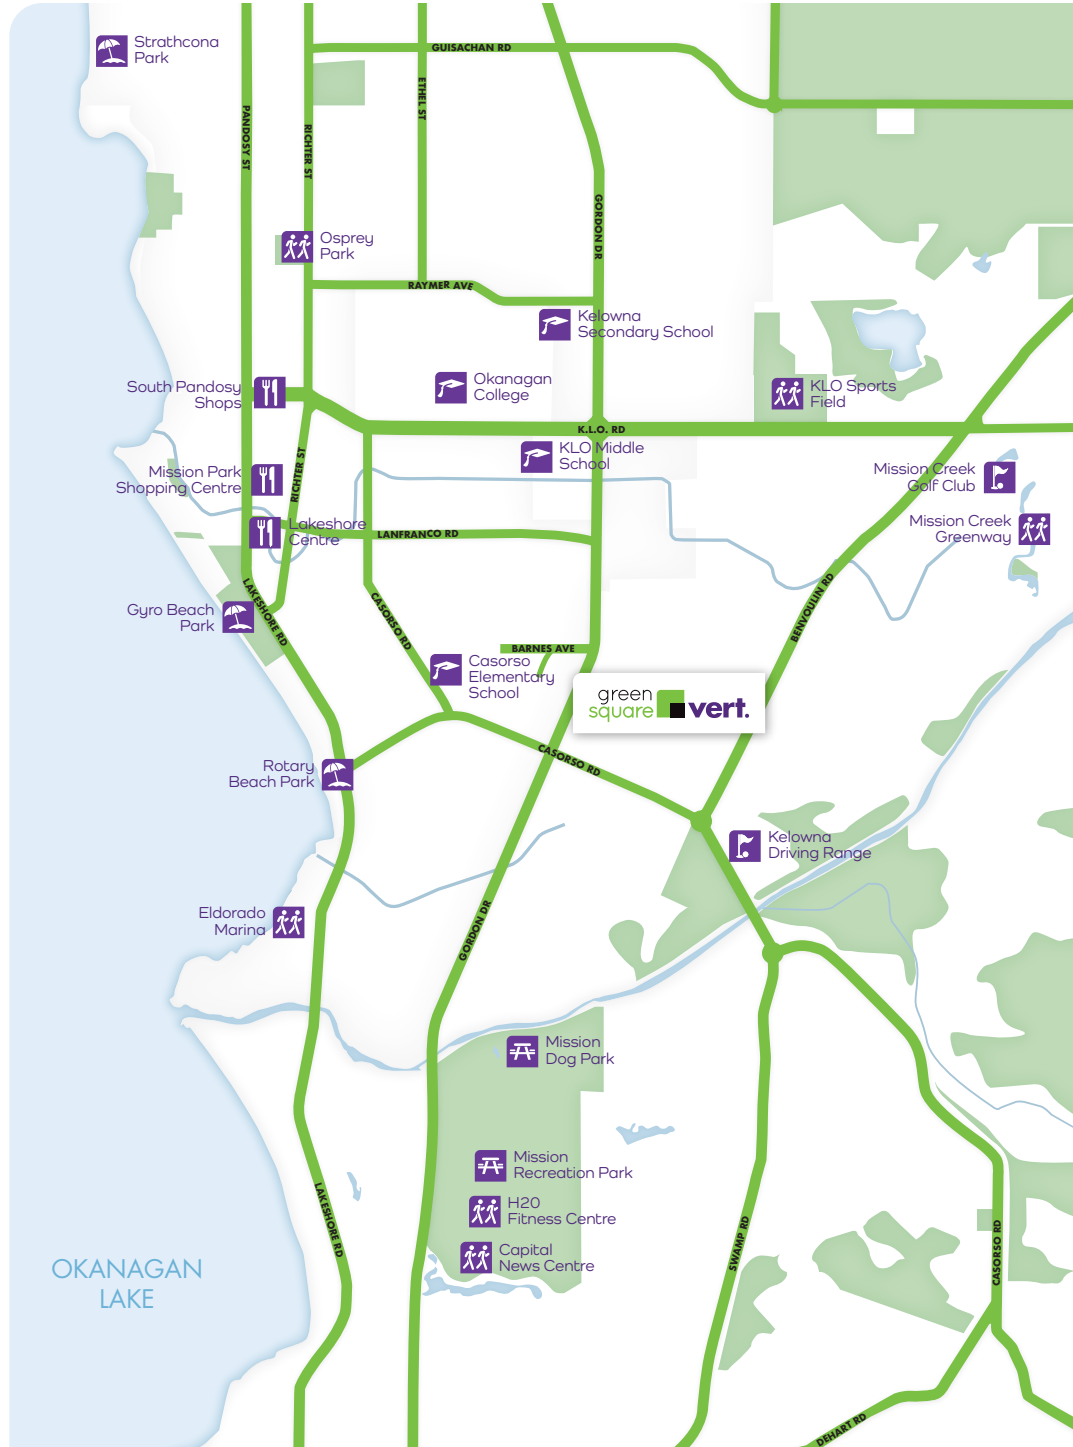 Strathcona
Park
GUISACHAN RD
ETHEL ST
PANDOSY ST
RICHTER ST
GORDON DR
Osprey
Park
RAYMER AVE
Kelowna
Secondary School
Okanagan
College
South Pandosy
Shops
KLO Sports
Field
K.L.O. RD
KLO Middle
School
Mission Park
Shopping Centre
RICHTER ST
Mission Creek
Golf Club
Mission Creek
Greenway
Lakeshore
Centre
LANFRANCO RD
LAKESHORE RD
CASORSO RD
BENVOULIN RD
Gyro Beach
Park
BARNES AVE
Casorso
Elementary
School
green
square
vert.
CASORSO RD
Rotary
Beach Park
Kelowna
Driving Range
Eldorado
Marina
GORDON DR
Mission
Dog Park
Mission
Recreation Park
H20
Fitness Centre
Capital
News Centre
LAKESHORE RD
SWAMP RD
CASORSO RD
OKANAGAN
LAKE
DEHART RD